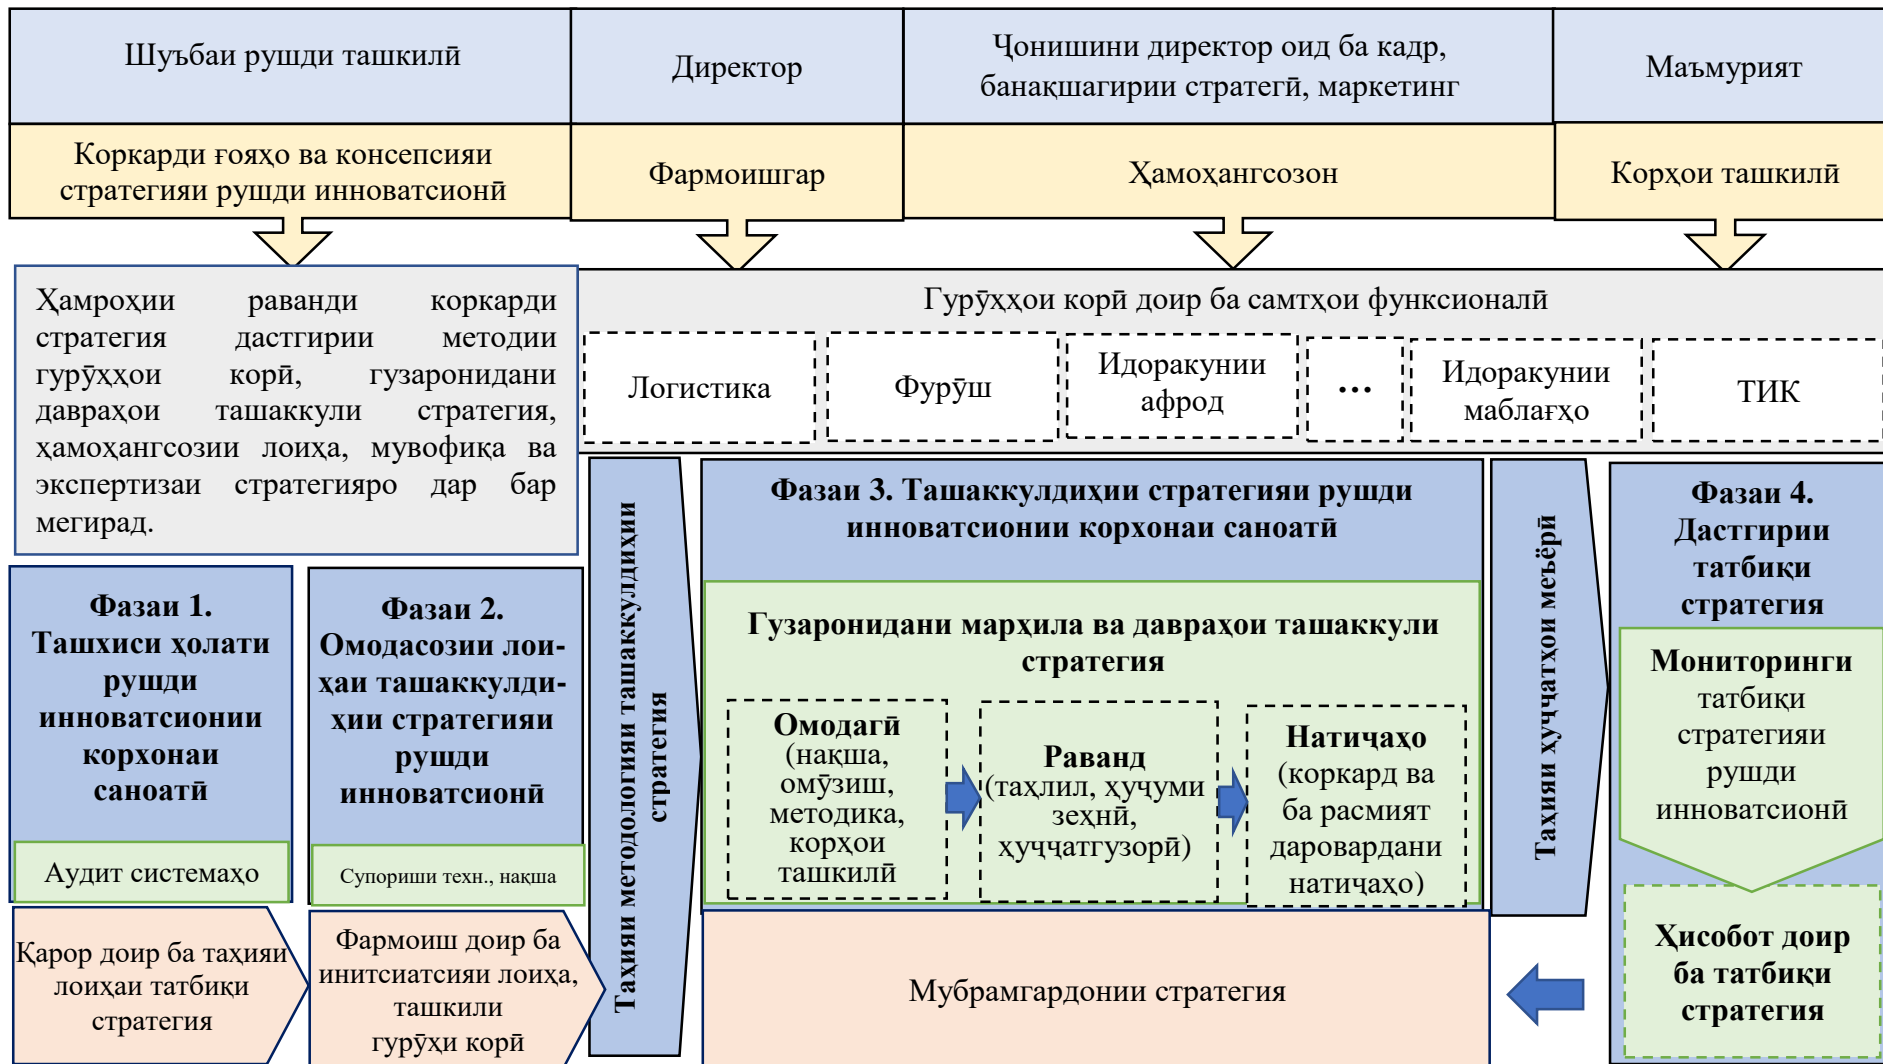 Шуъбаи рушди ташкилӣ
Директор
Ҷонишини директор оид ба кадр,
банақшагирии стратегӣ, маркетинг
Маъмурият
Коркарди ғояҳо ва консепсияи
стратегияи рушди инноватсионӣ
Фармоишгар
Ҳамоҳангсозон
Корҳои ташкилӣ
Ҳамроҳии раванди коркарди
стратегия дастгирии методии
гурӯҳҳои корӣ, гузаронидани
давраҳои ташаккули стратегия,
ҳамоҳангсозии лоиҳа, мувофиқа ва
экспертизаи стратегияро дар бар
мегирад.
Гурӯҳҳои корӣ доир ба самтҳои функсионалӣ
Логистика
Фурӯш
Идоракунии
афрод
...
Идоракунии
маблағҳо
ТИК
Фазаи 1.
Ташхиси ҳолати
рушди
инноватсионии
корхонаи
саноатӣ
Аудит системаҳо
Қарор доир ба таҳияи
лоиҳаи татбиқи
стратегия
Фазаи 2.
Омодасозии лои-
ҳаи ташаккулди-
ҳии стратегияи
рушди
инноватсионӣ
Супориши техн., нақша
Фармоиш доир ба
инитсиатсияи лоиҳа,
ташкили
гурӯҳи корӣ
Таҳияи методологияи ташаккулдиҳии
стратегия
Фазаи 3. Ташаккулдиҳии стратегияи рушди
инноватсионии корхонаи саноатӣ
Гузаронидани марҳила ва давраҳои ташаккули
стратегия
Омодагӣ
(нақша,
омӯзиш,
методика,
корҳои
ташкилӣ
Раванд
(таҳлил, ҳуҷуми
зеҳнӣ,
ҳуҷҷатгузорӣ)
Натиҷаҳо
(коркард ва
ба расмият
даровардани
натиҷаҳо)
Мубрамгардонии стратегия
Таҳияи ҳуҷҷатҳои меъёрӣ
Фазаи 4.
Дастгирии
татбиқи
стратегия
Мониторинги
татбиқи
стратегияи
рушди
инноватсионӣ
Ҳисобот доир
ба татбиқи
стратегия